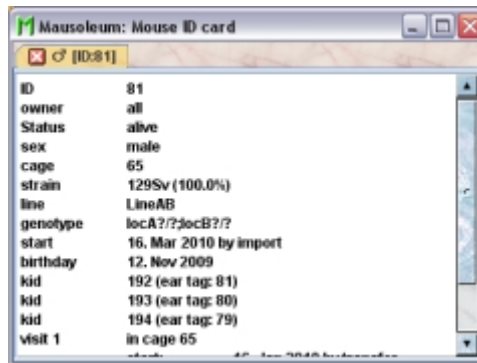 Mausoleum: Mouse ID card
♂ [ID:81]
ID 81
owner all
Status alive
sex male
cage 65
strain 129Sv (100.0%)
line LineAB
genotype locA?/?;locB?/?
start 16. Mar 2010 by import
birthday 12. Nov 2009
kid 192 (ear tag: 81)
kid 193 (ear tag: 80)
kid 194 (ear tag: 79)
visit 1 in cage 65